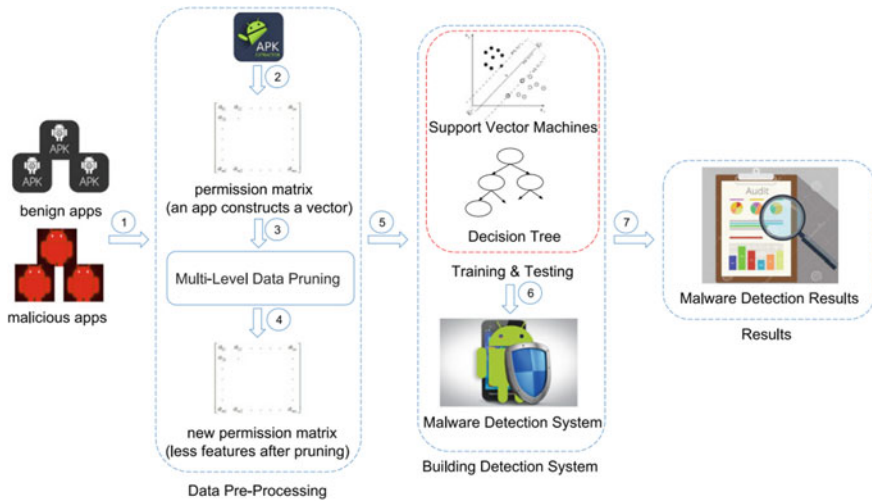 APK
APK
APK
APK
benign apps
malicious apps
1
APK
2
permission matrix
(an app constructs a vector)
3
Multi-Level Data Pruning
4
new permission matrix
(less features after pruning)
Data Pre-Processing
5
Support Vector Machines
Decision Tree
Training & Testing
6
Malware Detection System
Building Detection System
7
Audit
Malware Detection Results
Results